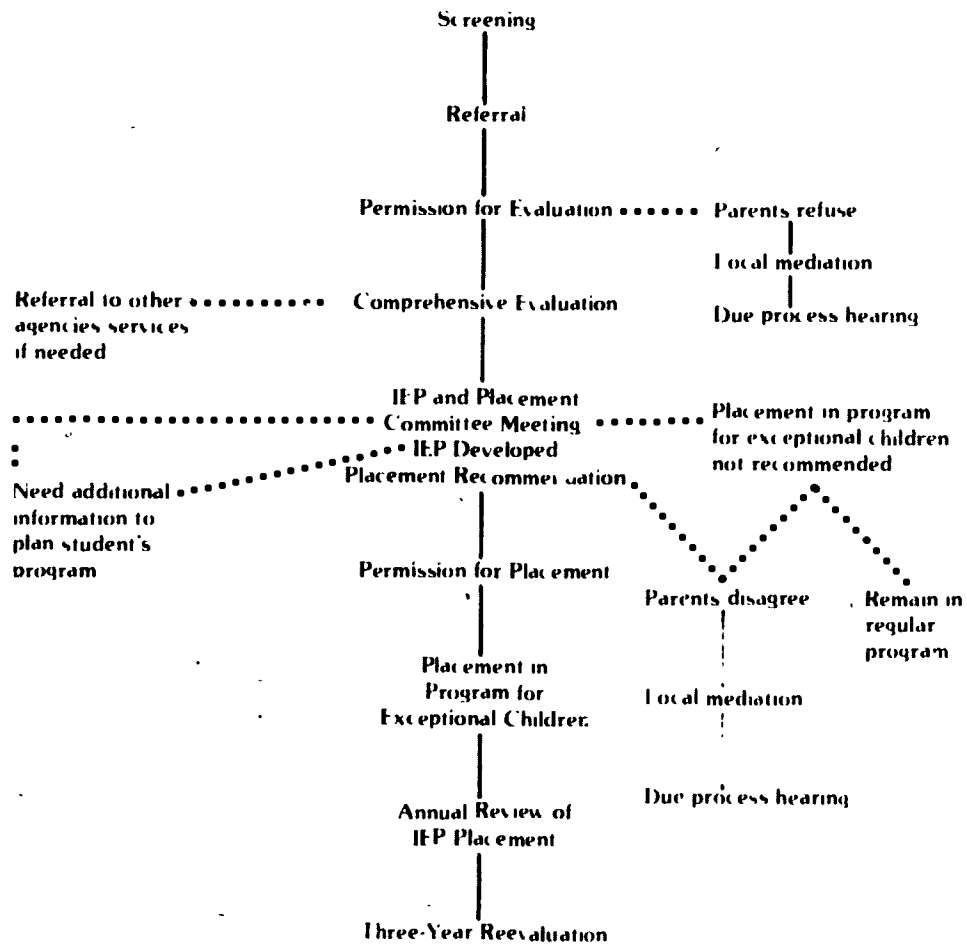 Screening
Referral
Permission for Evaluation
Parents refuse
Local mediation
Due process hearing
Referral to other
agencies services
if needed
Comprehensive Evaluation
IEP and Placement
Committee Meeting
IEP Developed
Placement Recommendation
Placement in program
for exceptional children
not recommended
Need additional
information to
plan student's
program
Permission for Placement
Parents disagree
Remain in
regular
program
Placement in
Program for
Exceptional Children
Local mediation
Due process hearing
Annual Review of
IEP Placement
Three-Year Reevaluation